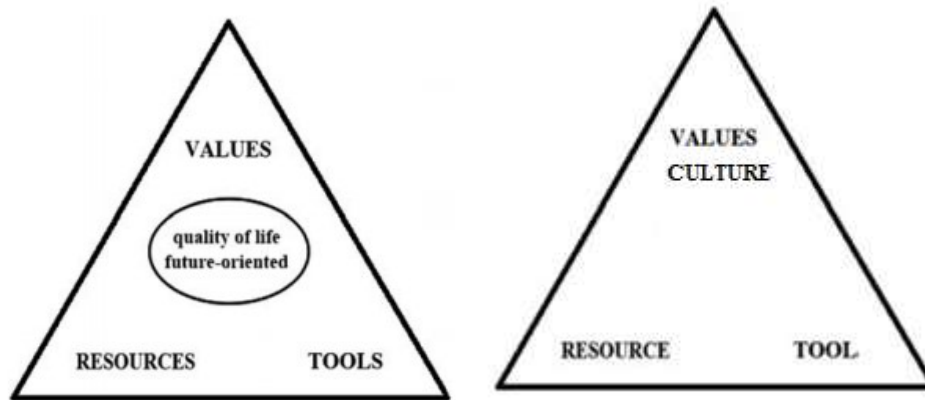 VALUES
quality of life
future-oriented
RESOURCES TOOLS
VALUES
CULTURE
RESOURCE TOOL